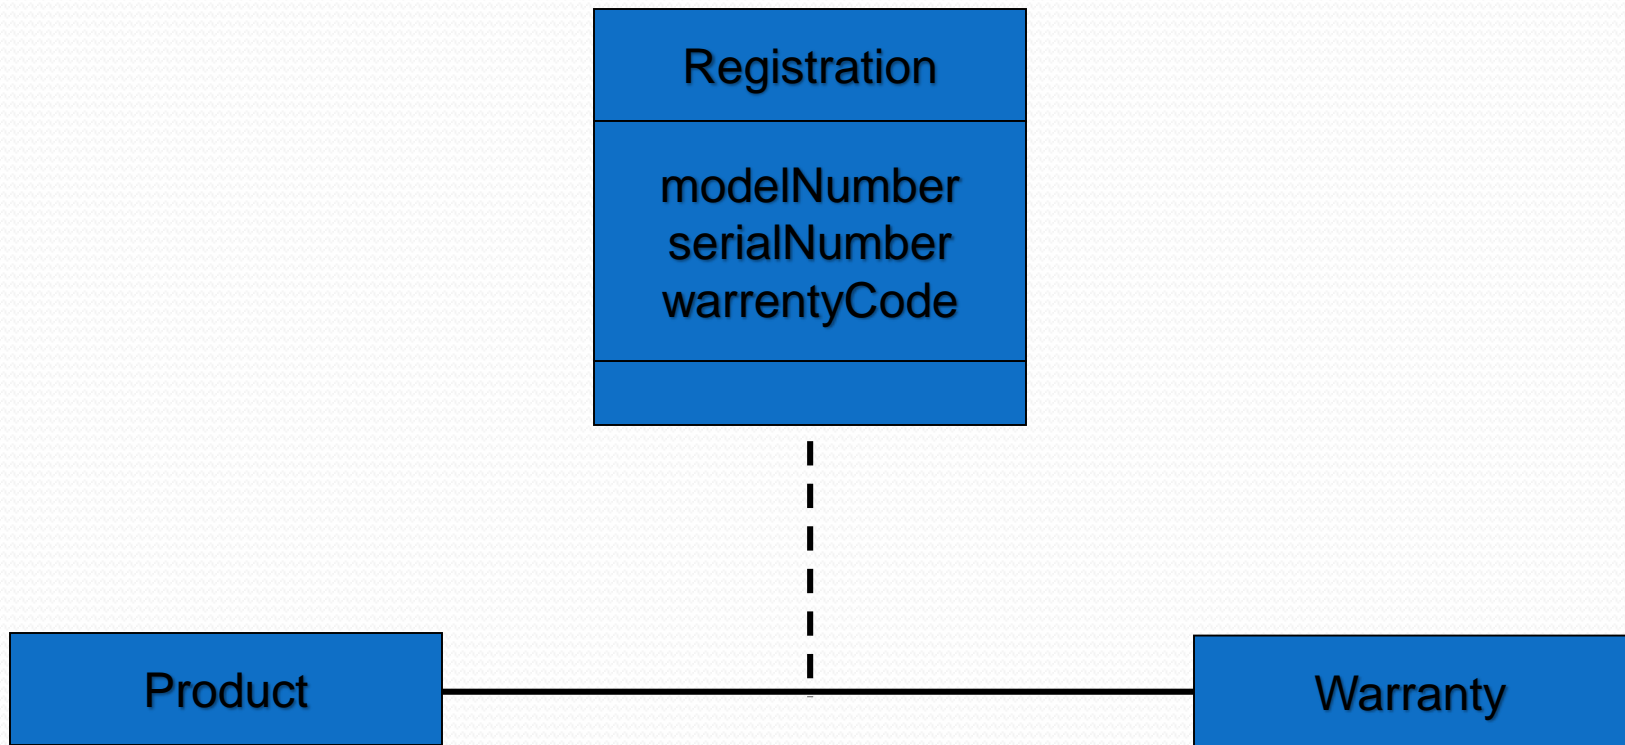 Registration
modelNumber
serialNumber
warrentyCode
Product
Warranty